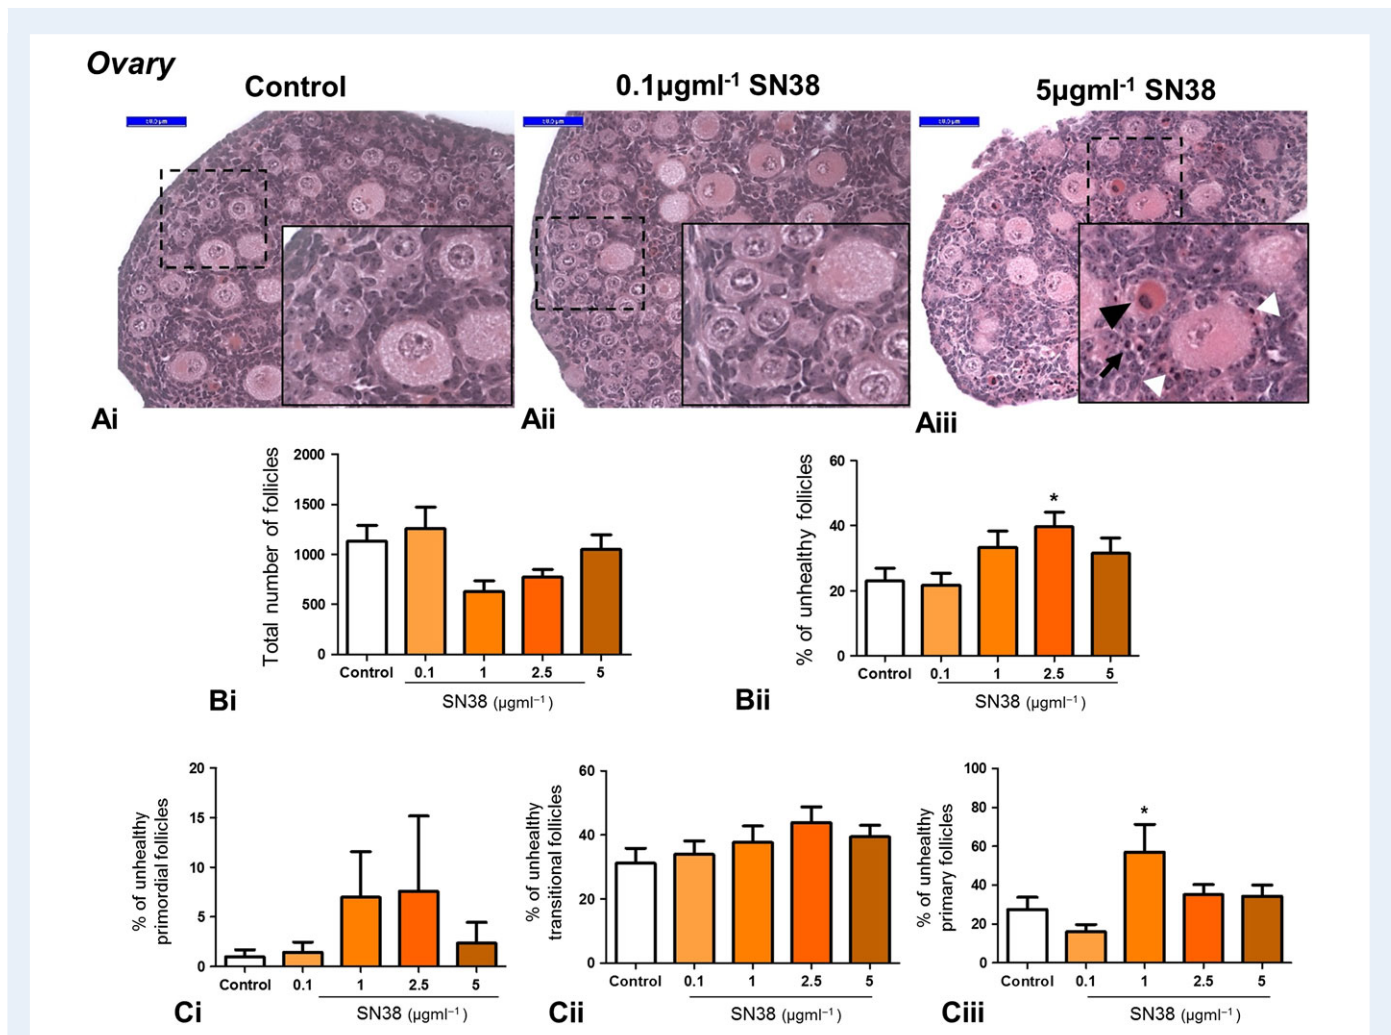 Ovary
Control
0.1µgml⁻¹ SN38
5µgml⁻¹ SN38
Ai
Aii
Aiii
Total number of follicles
2000
1500
1000
500
0
Control 0.1 1 2.5 5
SN38 (µgml⁻¹)
Bi
% of unhealthy follicles
60
40
20
0
*
Control 0.1 1 2.5 5
SN38 (µgml⁻¹)
Bii
% of unhealthy
primordial follicles
20
15
10
5
0
Control 0.1 1 2.5 5
SN38 (µgml⁻¹)
Ci
% of unhealthy
transitional follicles
60
40
20
0
Control 0.1 1 2.5 5
SN38 (µgml⁻¹)
Cii
% of unhealthy
primary follicles
100
80
60
40
20
0
*
Control 0.1 1 2.5 5
SN38 (µgml⁻¹)
Ciii